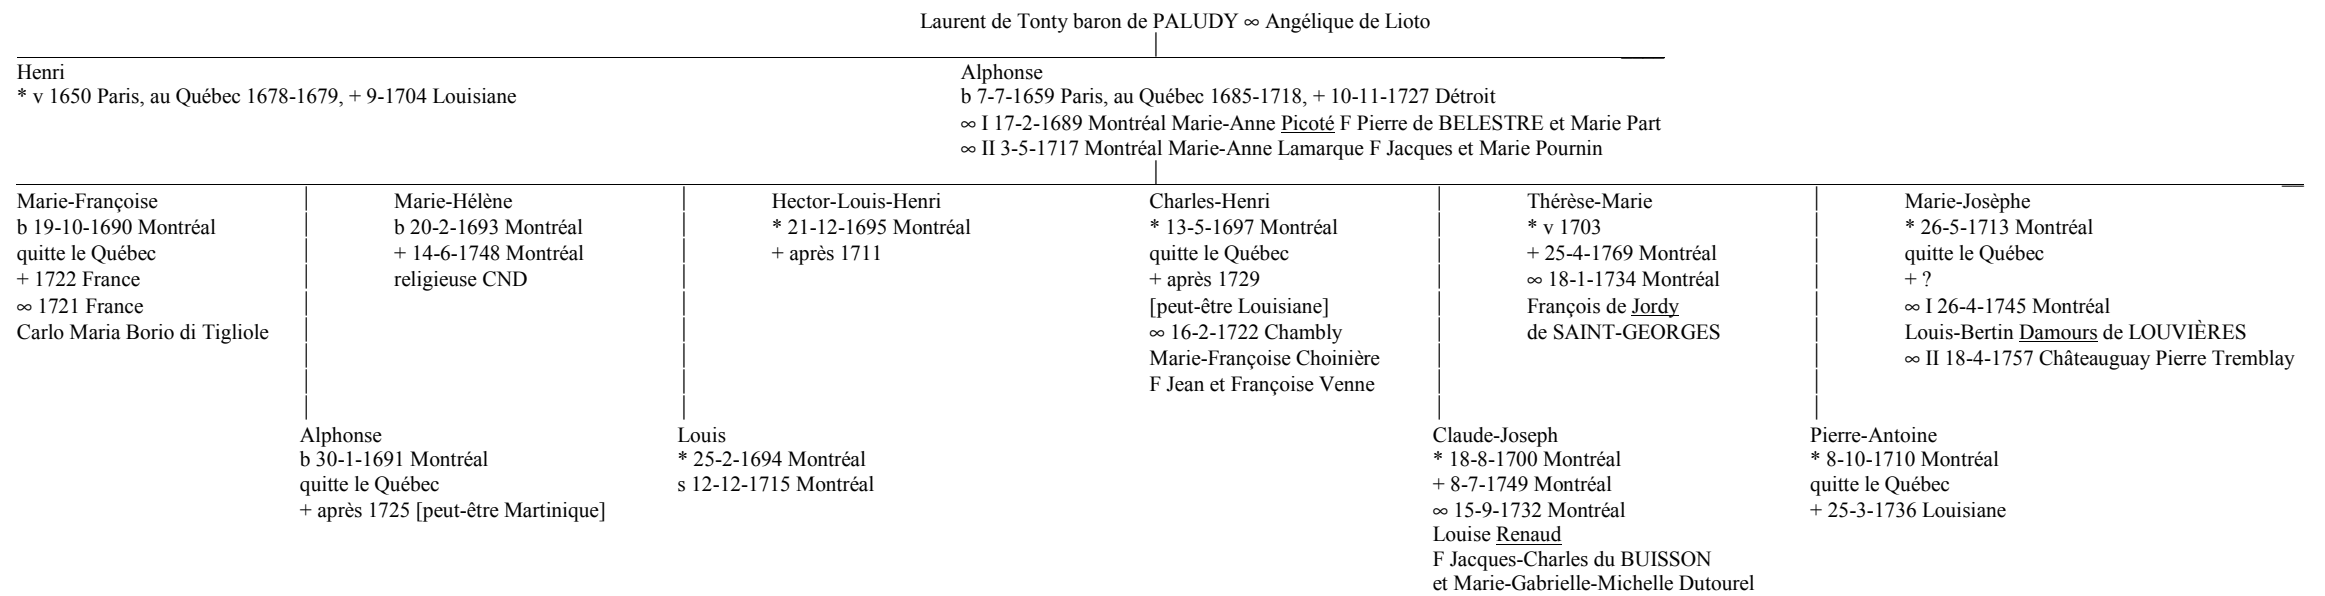 Laurent de Tonty baron de PALUDY ∞ Angélique de Lioto
Henri
* v 1650 Paris, au Québec 1678-1679, + 9-1704 Louisiane
Alphonse
b 7-7-1659 Paris, au Québec 1685-1718, + 10-11-1727 Détroit
∞ I 17-2-1689 Montréal Marie-Anne Picoté F Pierre de BELESTRE et Marie Part
∞ II 3-5-1717 Montréal Marie-Anne Lamarque F Jacques et Marie Pournin
Marie-Françoise
b 19-10-1690 Montréal
quitte le Québec
+ 1722 France
∞ 1721 France
Carlo Maria Borio di Tigliole
Alphonse
b 30-1-1691 Montréal
quitte le Québec
+ après 1725 [peut-être Martinique]
Marie-Hélène
b 20-2-1693 Montréal
+ 14-6-1748 Montréal
religieuse CND
Louis
* 25-2-1694 Montréal
s 12-12-1715 Montréal
Hector-Louis-Henri
* 21-12-1695 Montréal
+ après 1711
Charles-Henri
* 13-5-1697 Montréal
quitte le Québec
+ après 1729
[peut-être Louisiane]
∞ 16-2-1722 Chambly
Marie-Françoise Choinière
F Jean et Françoise Venne
Claude-Joseph
* 18-8-1700 Montréal
+ 8-7-1749 Montréal
∞ 15-9-1732 Montréal
Louise Renaud
F Jacques-Charles du BUISSON
et Marie-Gabrielle-Michelle Dutourel
Thérèse-Marie
* v 1703
+ 25-4-1769 Montréal
∞ 18-1-1734 Montréal
François de Jordy
de SAINT-GEORGES
Pierre-Antoine
* 8-10-1710 Montréal
quitte le Québec
+ 25-3-1736 Louisiane
Marie-Josèphe
* 26-5-1713 Montréal
quitte le Québec
+ ?
∞ I 26-4-1745 Montréal
Louis-Bertin Damours de LOUVIÈRES
∞ II 18-4-1757 Châteauguay Pierre Tremblay